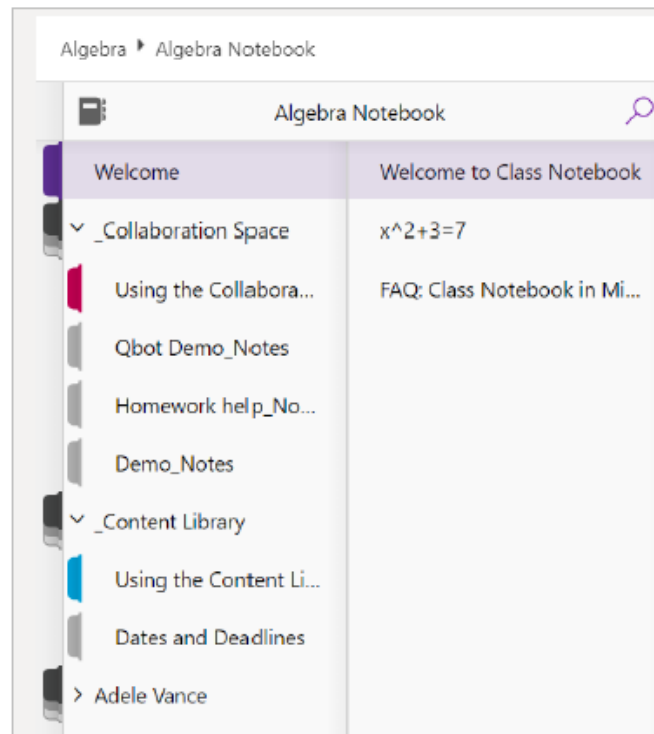 Algebra Algebra Notebook
Algebra Notebook
Welcome
_Collaboration Space
Using the Collabora...
Qbot Demo_Notes
Homework help_No...
Demo_Notes
_Content Library
Using the Content Li...
Dates and Deadlines
Adele Vance
Welcome to Class Notebook
x^2+3=7
FAQ: Class Notebook in Mi...